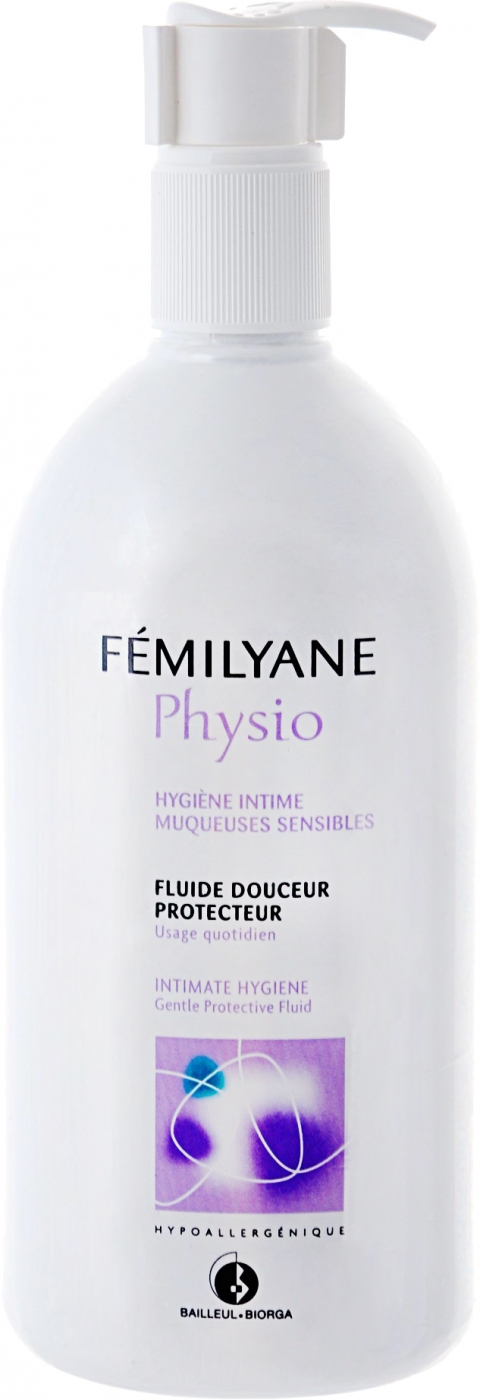 FÉMILYANE
Physio
HYGIÈNE INTIME
MUQUEUSES SENSIBLES
FLUIDE DOUCEUR
PROTECTEUR
Usage quotidien
INTIMATE HYGIENE
Gentle Protective Fluid
HYPOALLERGÉNIQUE
BAILLEUL•BIORGA